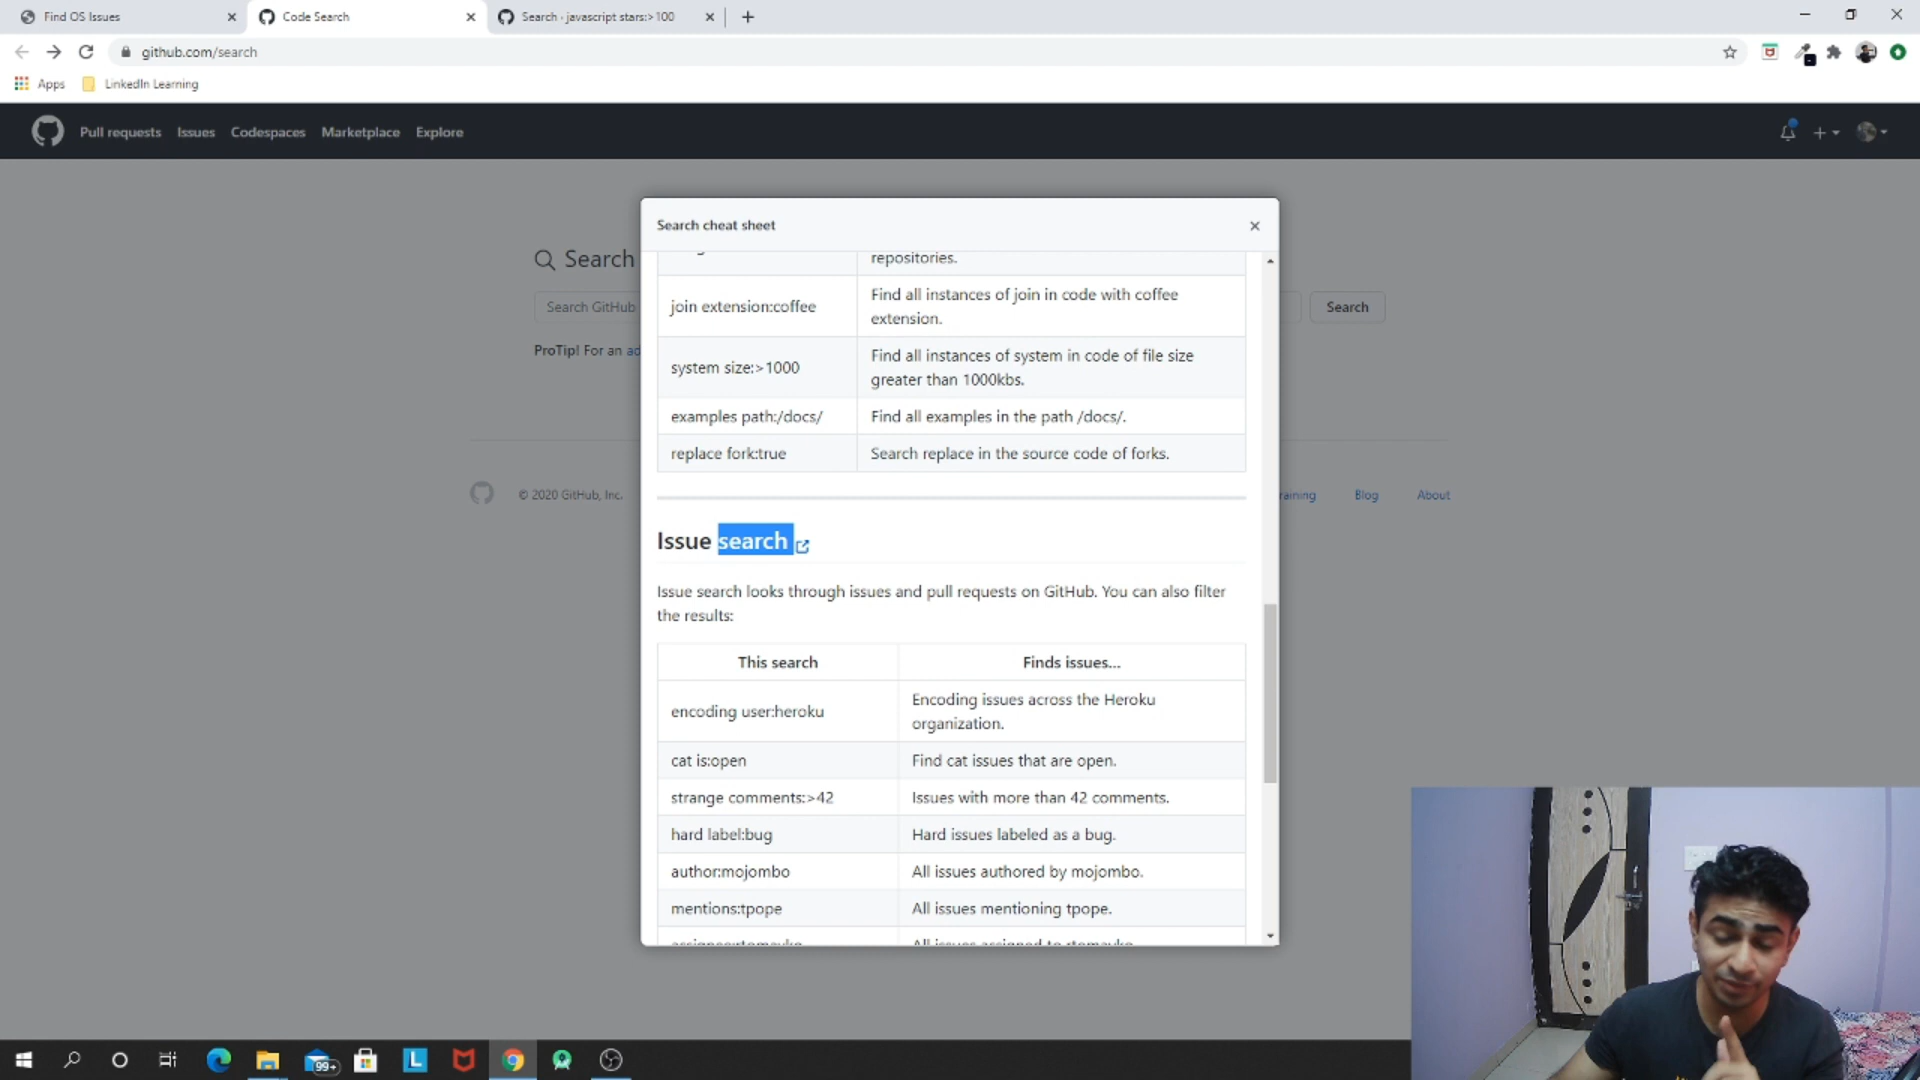 Find OS Issues
Code Search
Search · javascript stars:>100
github.com/search
Apps
LinkedIn Learning
Pull requests Issues Codespaces Marketplace Explore
Search cheat sheet
repositories.
join extension:coffee
Find all instances of join in code with coffee
extension.
system size:>1000
Find all instances of system in code of file size
greater than 1000kbs.
examples path:/docs/
Find all examples in the path /docs/.
replace fork:true
Search replace in the source code of forks.
Issue search
Issue search looks through issues and pull requests on GitHub. You can also filter
the results:
This search
Finds issues...
encoding user:heroku
Encoding issues across the Heroku
organization.
cat is:open
Find cat issues that are open.
strange comments:>42
Issues with more than 42 comments.
hard label:bug
Hard issues labeled as a bug.
author:mojombo
All issues authored by mojombo.
mentions:tpope
All issues mentioning tpope.
Search
Search GitHub
Search
ProTip! For an
© 2020 GitHub, Inc.
Blog
About
99+
L